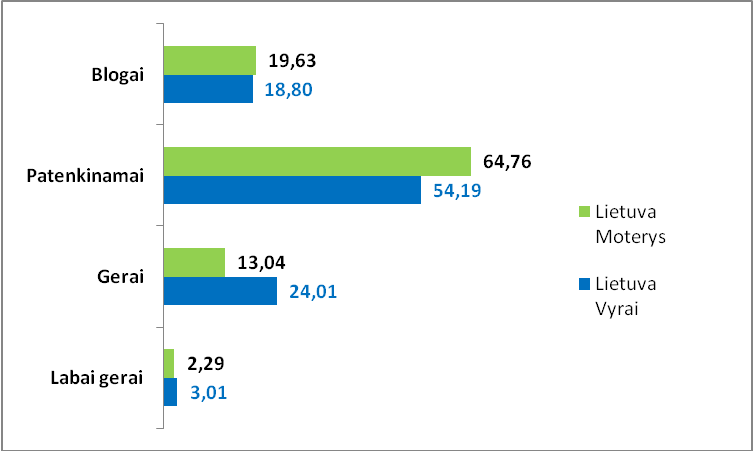 Blogai
19,63
18,80
Patenkinamai
64,76
54,19
Gerai
13,04
24,01
Labai gerai
2,29
3,01
Lietuva
Moterys
Lietuva
Vyrai